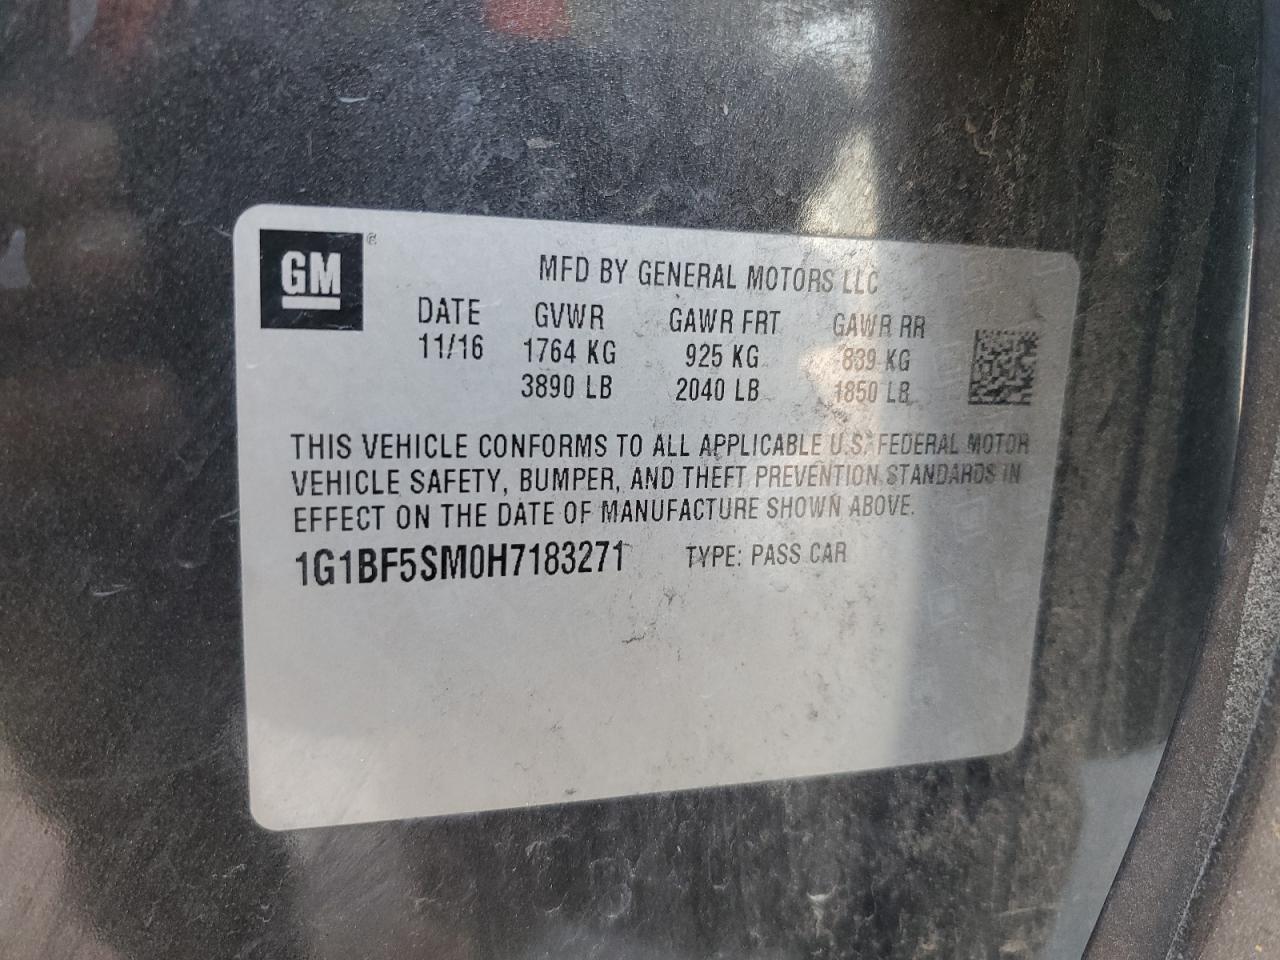 GM
MFD BY GENERAL MOTORS LLC
DATE GVWR GAWR FRT GAWR RR
11/16 1764 KG 925 KG 839 KG
3890 LB 2040 LB 1850 LB
THIS VEHICLE CONFORMS TO ALL APPLICABLE U.S. FEDERAL MOTOR
VEHICLE SAFETY, BUMPER, AND THEFT PREVENTION STANDARDS IN
EFFECT ON THE DATE OF MANUFACTURE SHOWN ABOVE.
1G1BF5SM0H7183271 TYPE: PASS CAR